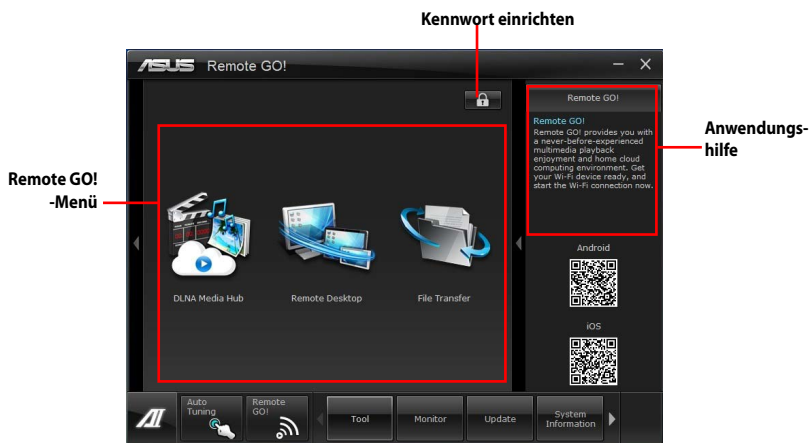 Kennwort einrichten
ASUS Remote GO!
Remote GO!
Remote GO!
Remote GO! provides you with
a never-before-experienced
multimedia playback
enjoyment and home cloud
computing environment. Get
your Wi-Fi device ready, and
start the Wi-Fi connection now.
Anwendungs-
hilfe
Remote GO!
-Menü
DLNA Media Hub
Remote Desktop
File Transfer
Android
iOS
Auto
Tuning
Remote
GO!
Tool
Monitor
Update
System
Information